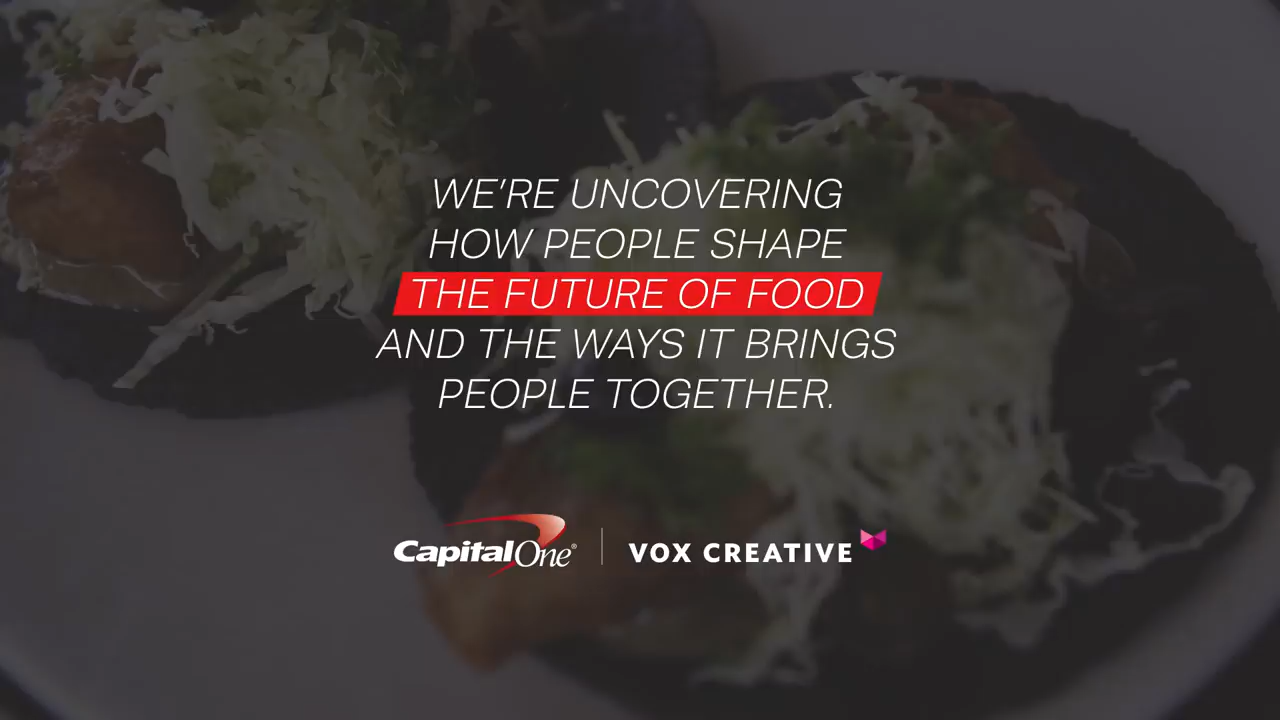 WE'RE UNCOVERING
HOW PEOPLE SHAPE
THE FUTURE OF FOOD
AND THE WAYS IT BRINGS
PEOPLE TOGETHER.
CapitalOne® | VOX CREATIVE